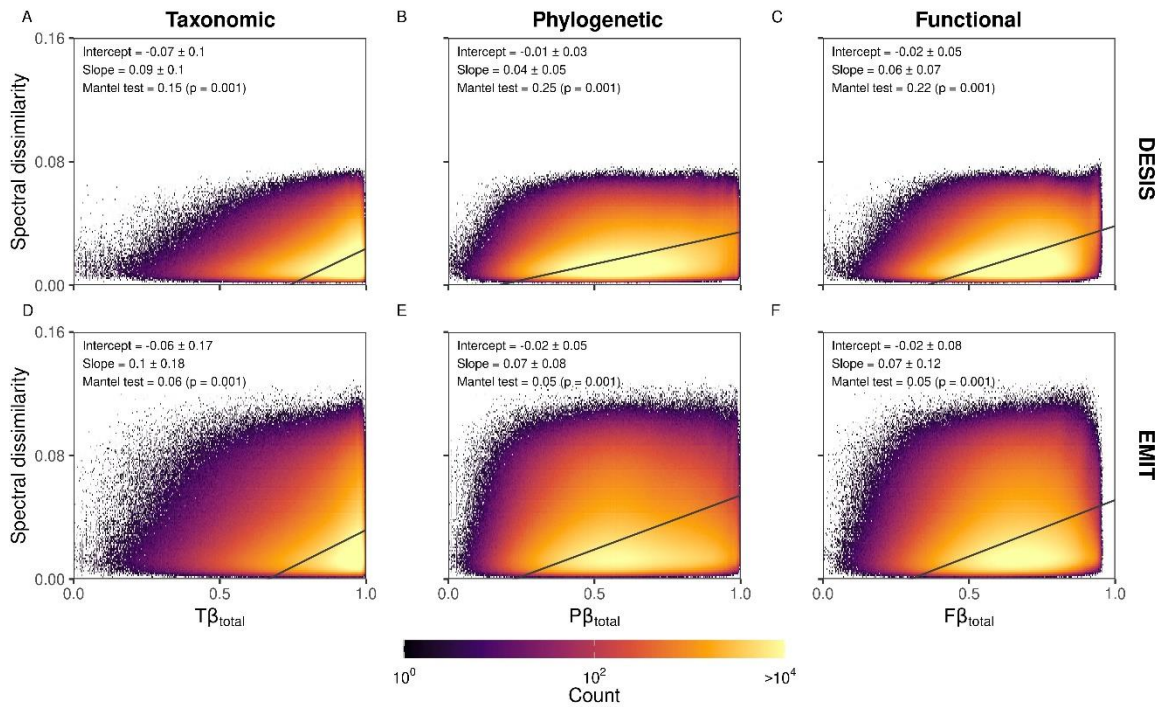 A
Taxonomic
B
Phylogenetic
C
Functional
Spectral dissimilarity
0.16
0.08
0.00
Intercept = -0.07 ± 0.1
Slope = 0.09 ± 0.1
Mantel test = 0.15 (p = 0.001)
Intercept = -0.01 ± 0.03
Slope = 0.04 ± 0.05
Mantel test = 0.25 (p = 0.001)
Intercept = -0.02 ± 0.05
Slope = 0.06 ± 0.07
Mantel test = 0.22 (p = 0.001)
DESIS
D
E
F
Spectral dissimilarity
0.16
0.08
0.00
Intercept = -0.06 ± 0.17
Slope = 0.1 ± 0.18
Mantel test = 0.06 (p = 0.001)
Intercept = -0.02 ± 0.05
Slope = 0.07 ± 0.08
Mantel test = 0.05 (p = 0.001)
Intercept = -0.02 ± 0.08
Slope = 0.07 ± 0.12
Mantel test = 0.05 (p = 0.001)
EMIT
0.0 0.5 1.0
0.0 0.5 1.0
0.0 0.5 1.0
Tβtotal
Pβtotal
Fβtotal
10⁰ 10² >10⁴
Count